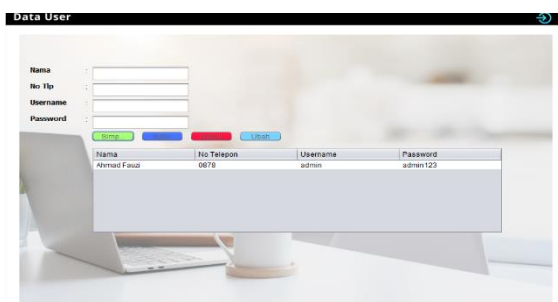 Data User
Nama :
No Tlp :
Username :
Password :
Simp Ubah
Nama No Telepon Username Password
Ahmad Fauzi 0878 admin admin123